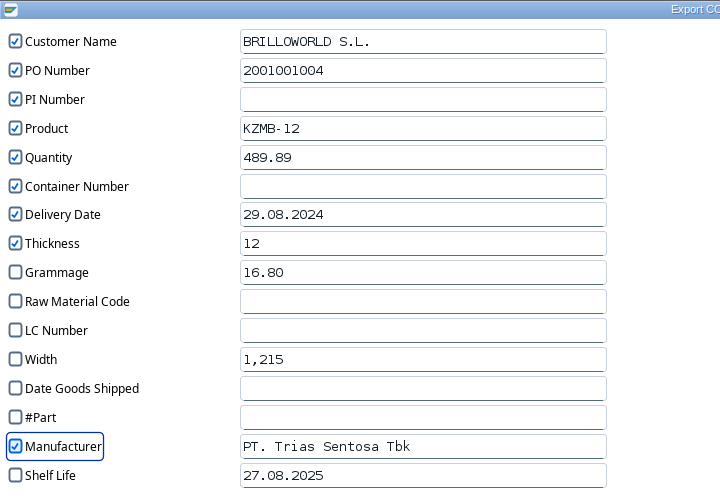 Export CO
Customer Name BRILLOWORLD S.L.
PO Number 2001001004
PI Number
Product KZMB-12
Quantity 489.89
Container Number
Delivery Date 29.08.2024
Thickness 12
Grammage 16.80
Raw Material Code
LC Number
Width 1,215
Date Goods Shipped
#Part
Manufacturer PT. Trias Sentosa Tbk
Shelf Life 27.08.2025